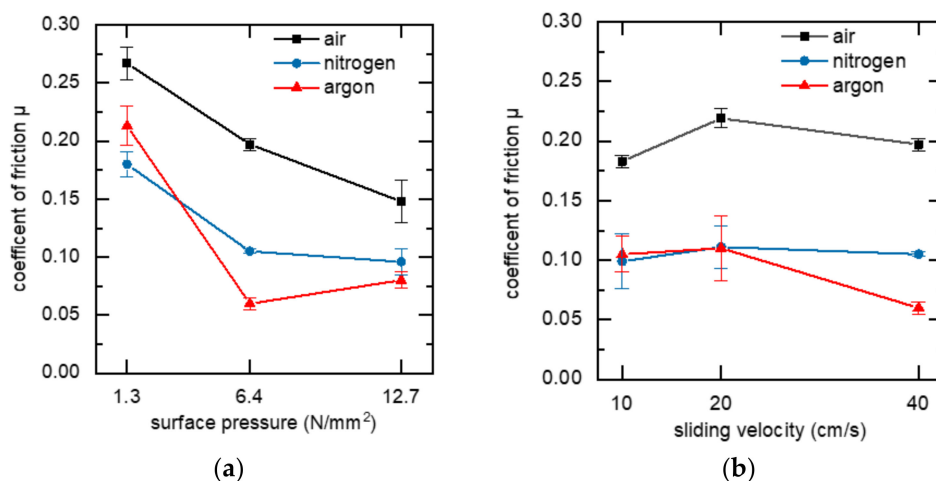 0.30
0.25
0.20
0.15
0.10
0.05
0.00
coefficent of friction µ
air
nitrogen
argon
1.3 6.4 12.7
surface pressure (N/mm²)
(a)
0.30
0.25
0.20
0.15
0.10
0.05
0.00
coefficent of friction µ
air
nitrogen
argon
10 20 40
sliding velocity (cm/s)
(b)